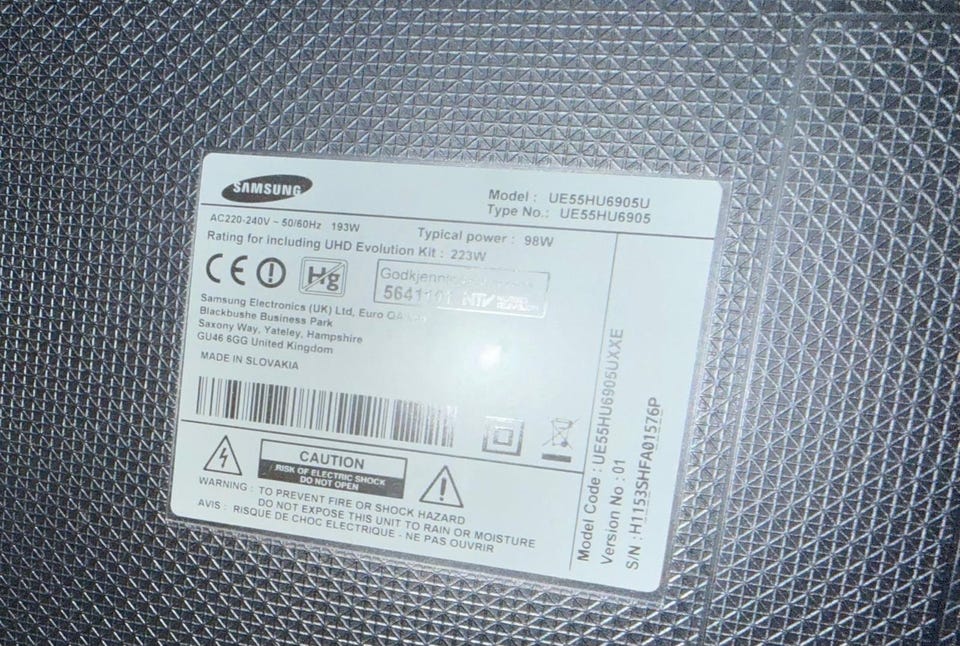 SAMSUNG
Model : UE55HU6905U
Type No.: UE55HU6905
AC220-240V ~ 50/60Hz 193W
Typical power : 98W
Rating for including UHD Evolution Kit : 223W
CE
Hg
Godkjennings
5641101 NTV
Samsung Electronics (UK) Ltd, Euro QA
Blackbushe Business Park
Saxony Way, Yateley, Hampshire
GU46 6GG United Kingdom
MADE IN SLOVAKIA
CAUTION
RISK OF ELECTRIC SHOCK
DO NOT OPEN
WARNING : TO PREVENT FIRE OR SHOCK HAZARD
DO NOT EXPOSE THIS UNIT TO RAIN OR MOISTURE
AVIS : RISQUE DE CHOC ELECTRIQUE - NE PAS OUVRIR
Model Code : UE55HU6905UXXE
Version No : 01
S/N : H1153SHFA01576P